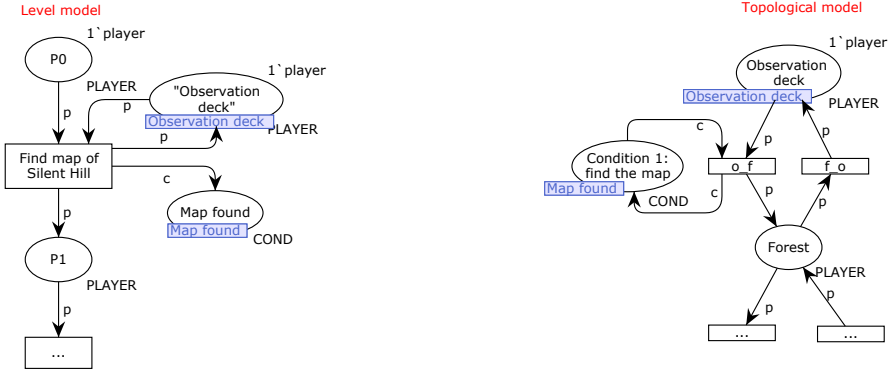 Level model
1`player
P0
1`player
PLAYER
"Observation
deck"
p
p
Observation deck
PLAYER
p
Find map of
Silent Hill
c
Map found
Map found
COND
p
P1
PLAYER
p
...
Topological model
1`player
Observation
deck
Observation deck
PLAYER
c
p
p
Condition 1:
find the map
o_f
f_o
Map found
c
COND
p
p
Forest
PLAYER
p
p
...
...